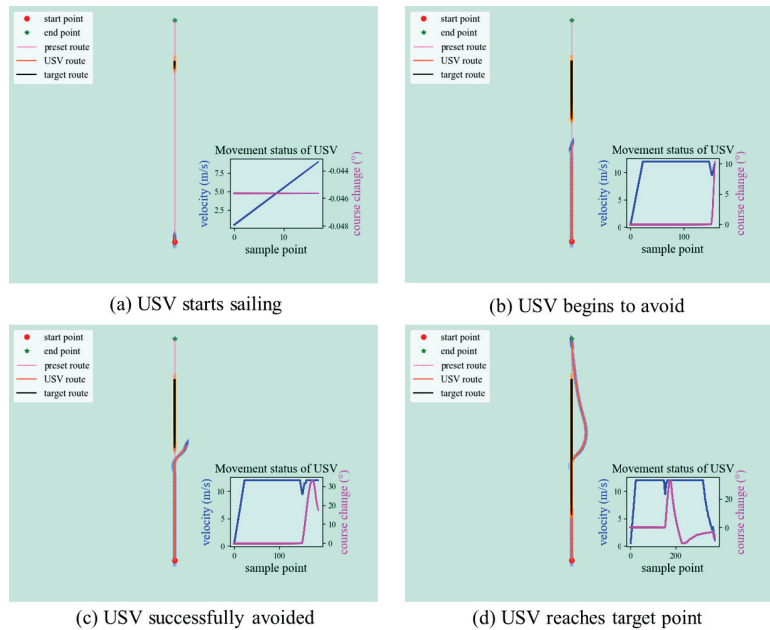 start point
end point
preset route
USV route
target route
Movement status of USV
velocity (m/s)
7.5
5.0
2.5
-0.044
-0.046
-0.048
course change (°)
0
10
sample point
(a) USV starts sailing
start point
end point
preset route
USV route
target route
Movement status of USV
velocity (m/s)
10
5
0
10
5
0
course change (°)
0
100
sample point
(b) USV begins to avoid
start point
end point
preset route
USV route
target route
Movement status of USV
velocity (m/s)
10
5
0
30
20
10
0
course change (°)
0
100
sample point
(c) USV successfully avoided
start point
end point
preset route
USV route
target route
Movement status of USV
velocity (m/s)
10
5
0
20
0
course change (°)
0
200
sample point
(d) USV reaches target point